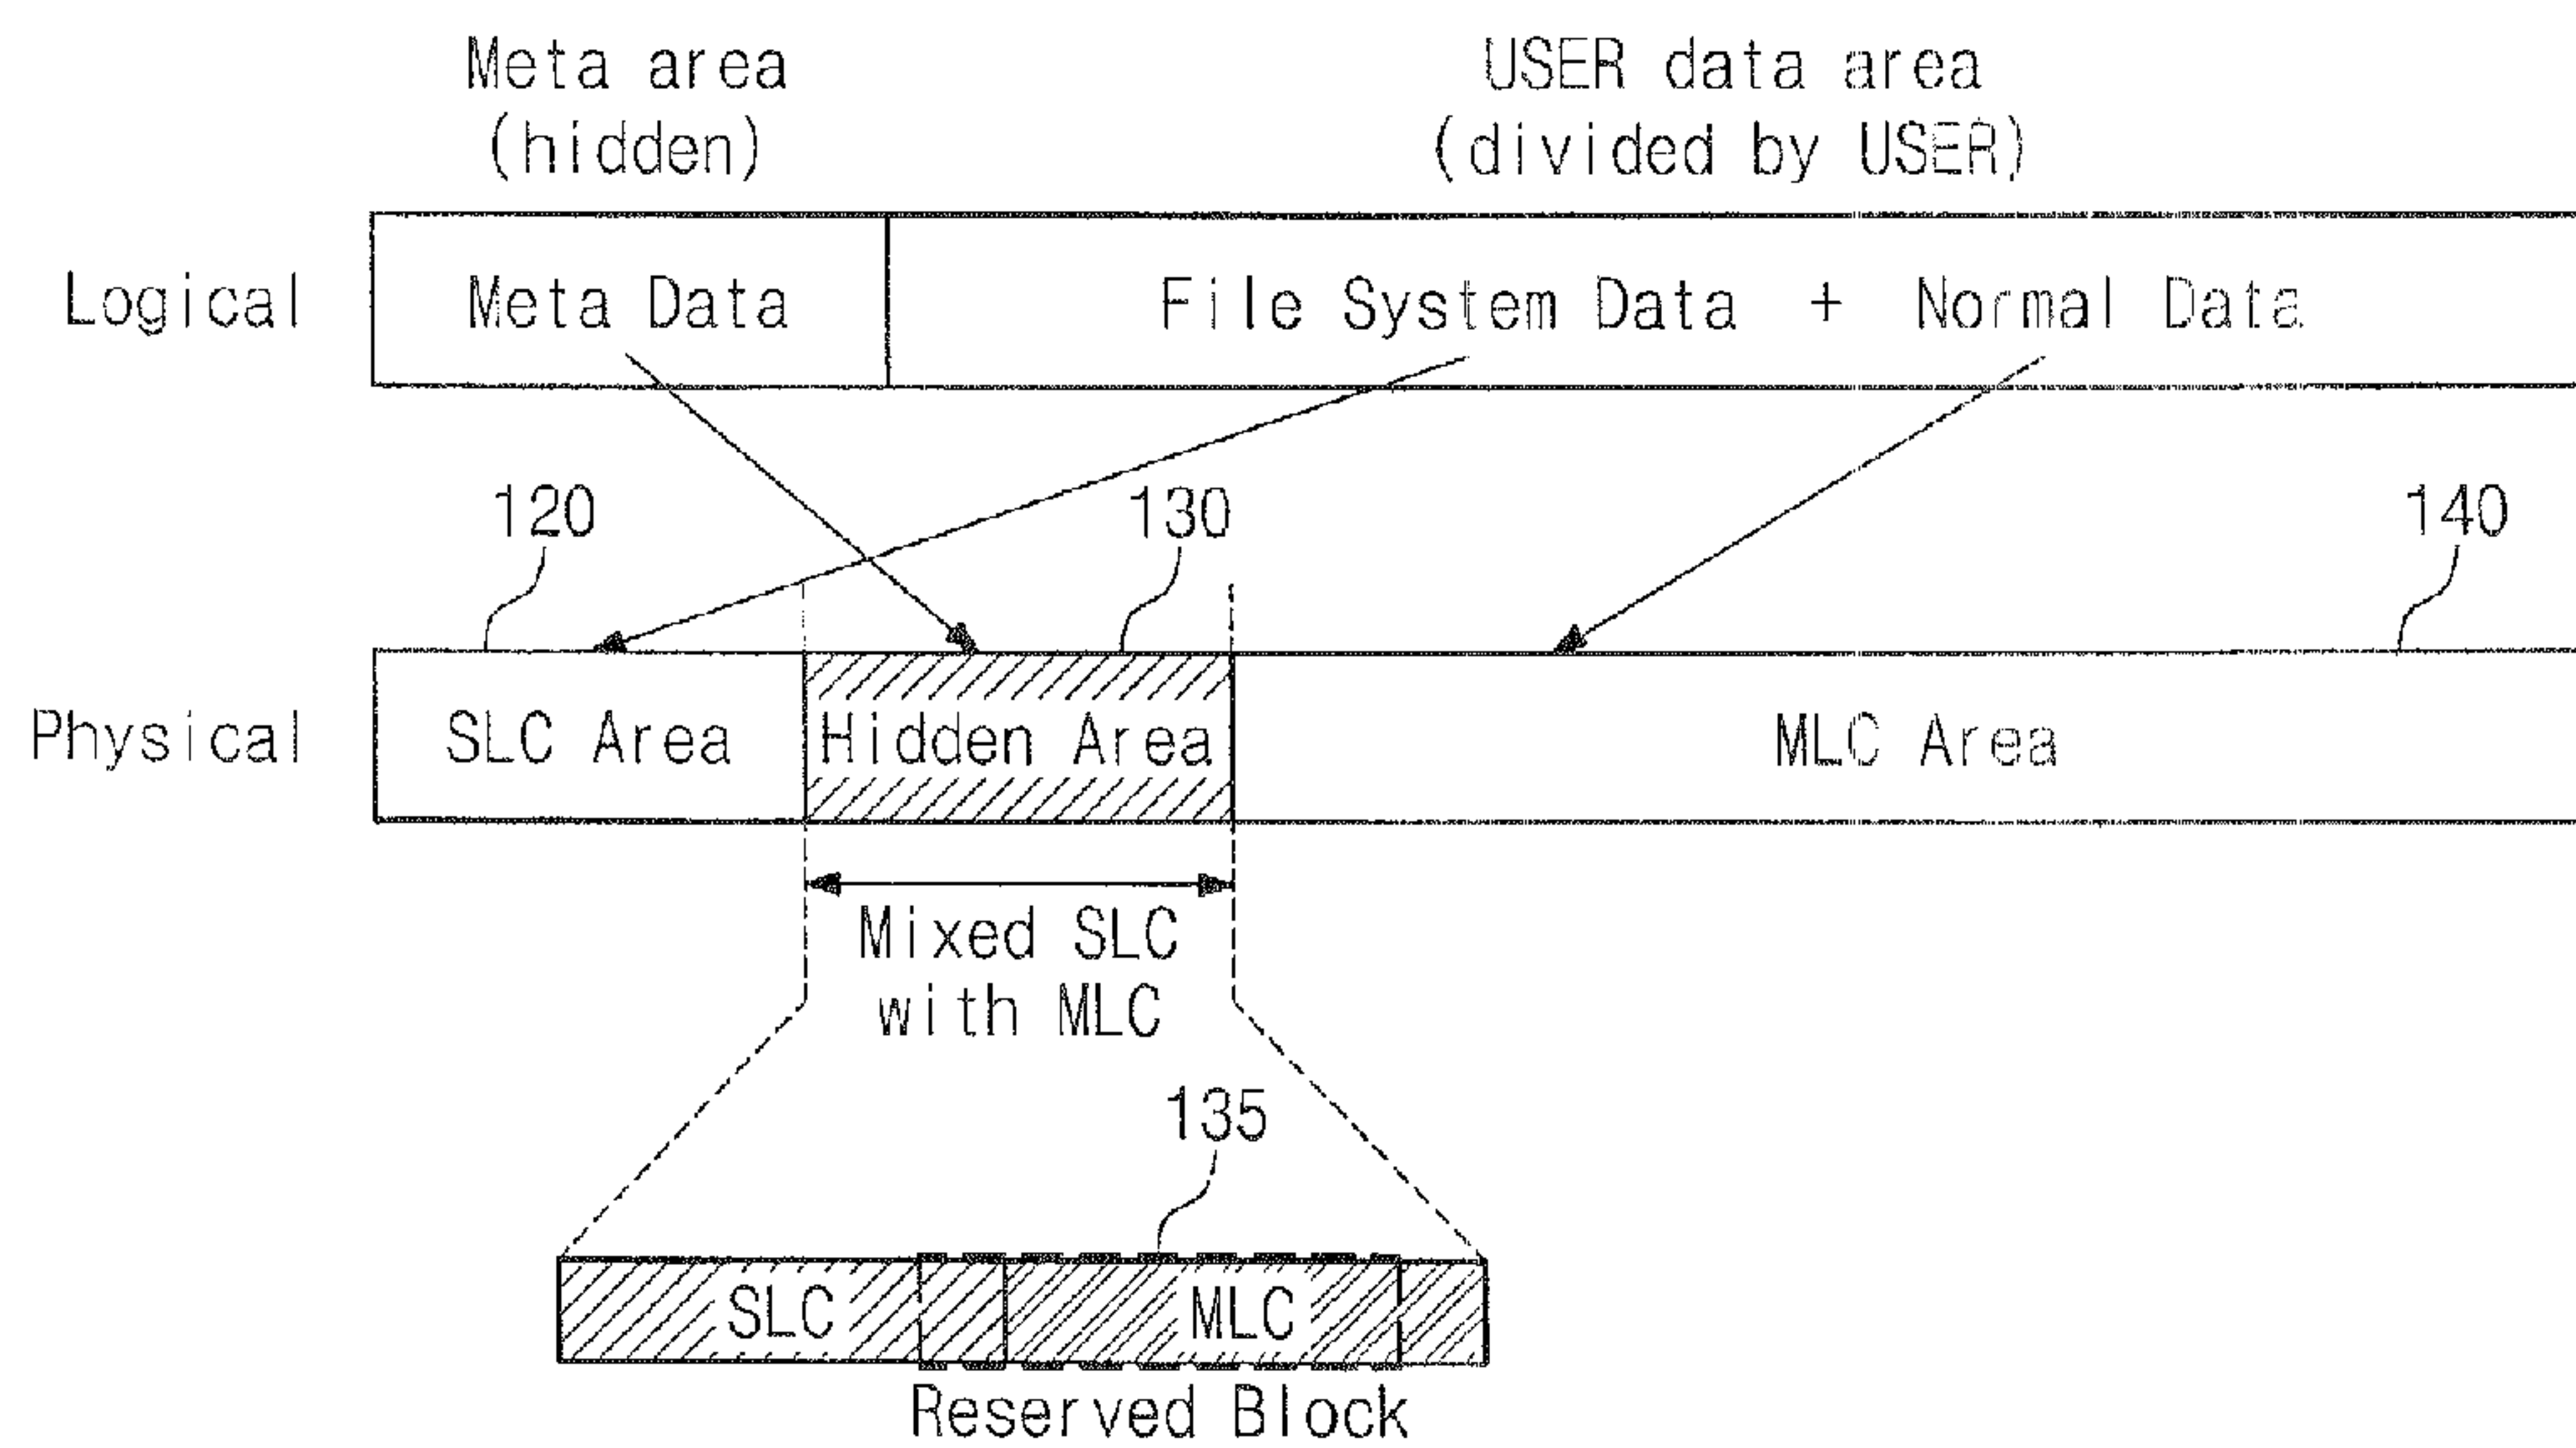 Meta area
(hidden)
USER data area
(divided by USER)
Logical
Meta Data
File System Data + Normal Data
120
130
140
Physical
SLC Area
Hidden Area
MLC Area
Mixed SLC
with MLC
135
SLC
MLC
Reserved Block